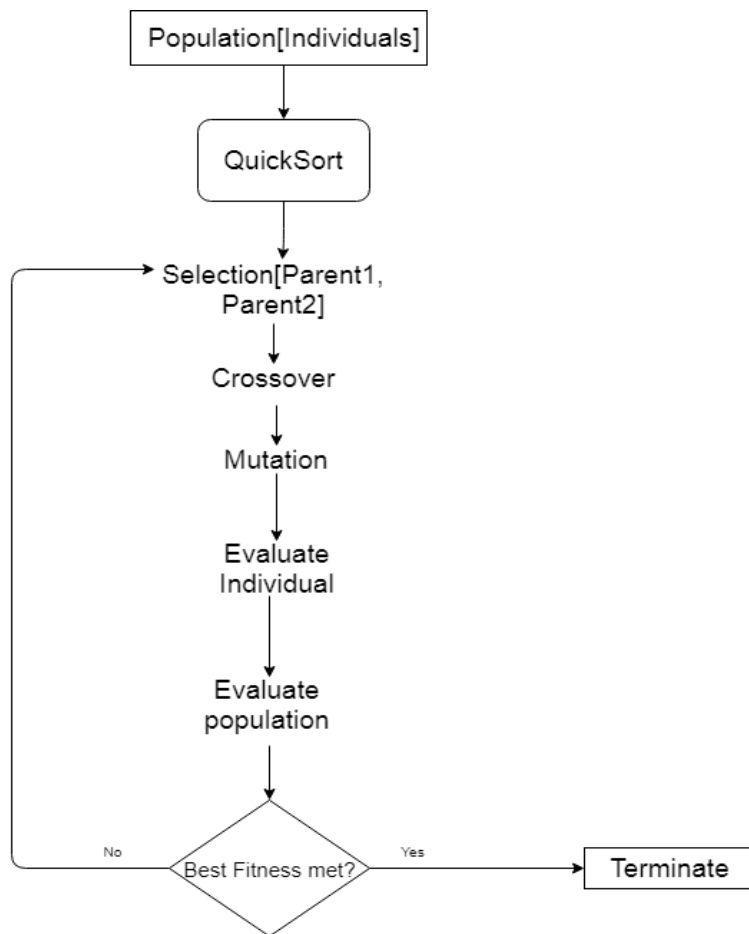 Population[Individuals]
QuickSort
Selection[Parent1,
Parent2]
Crossover
Mutation
Evaluate
Individual
Evaluate
population
No
Best Fitness met?
Yes
Terminate